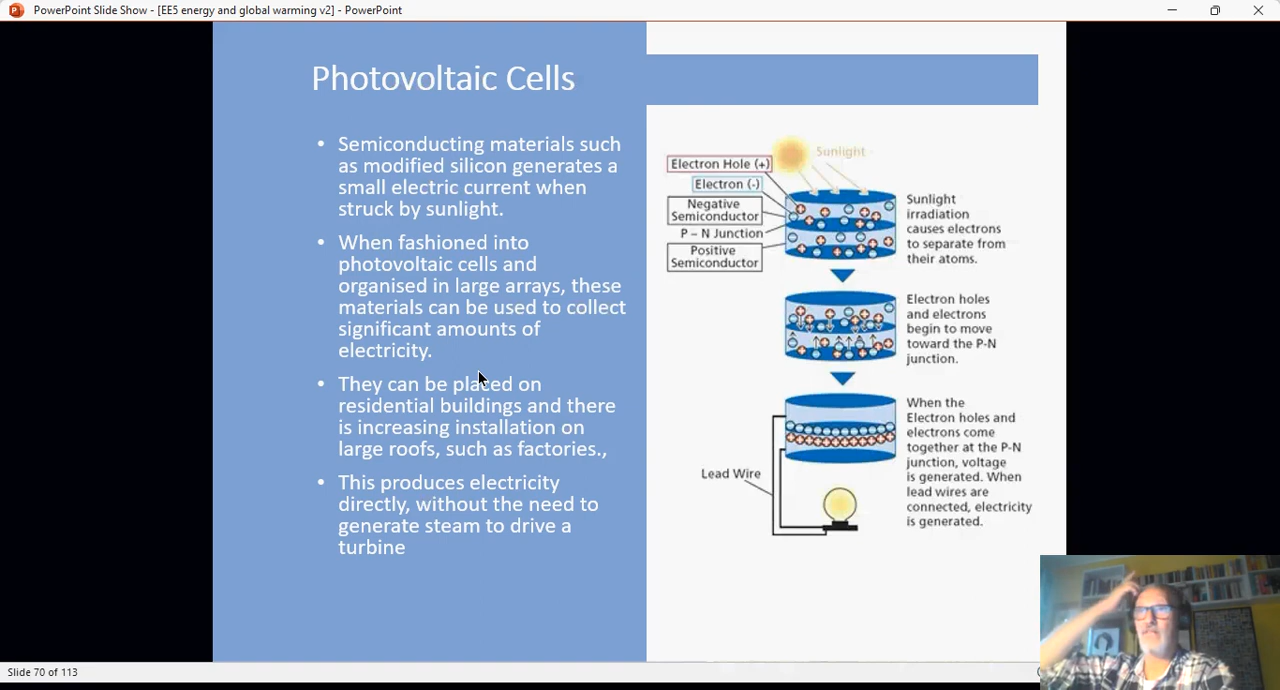 PowerPoint Slide Show - [EE5 energy and global warming v2] - PowerPoint
Photovoltaic Cells
• Semiconducting materials such
as modified silicon generates a
small electric current when
struck by sunlight.
• When fashioned into
photovoltaic cells and
organised in large arrays, these
materials can be used to collect
significant amounts of
electricity.
• They can be placed on
residential buildings and there
is increasing installation on
large roofs, such as factories.,
• This produces electricity
directly, without the need to
generate steam to drive a
turbine
Sunlight
Electron Hole (+)
Electron (-)
Negative
Semiconductor
P – N Junction
Positive
Semiconductor
Sunlight
irradiation
causes electrons
to separate from
their atoms.
Electron holes
and electrons
begin to move
toward the P-N
junction.
When the
Electron holes and
electrons come
together at the P-N
junction, voltage
is generated. When
lead wires are
connected, electricity
is generated.
Lead Wire
Slide 70 of 113